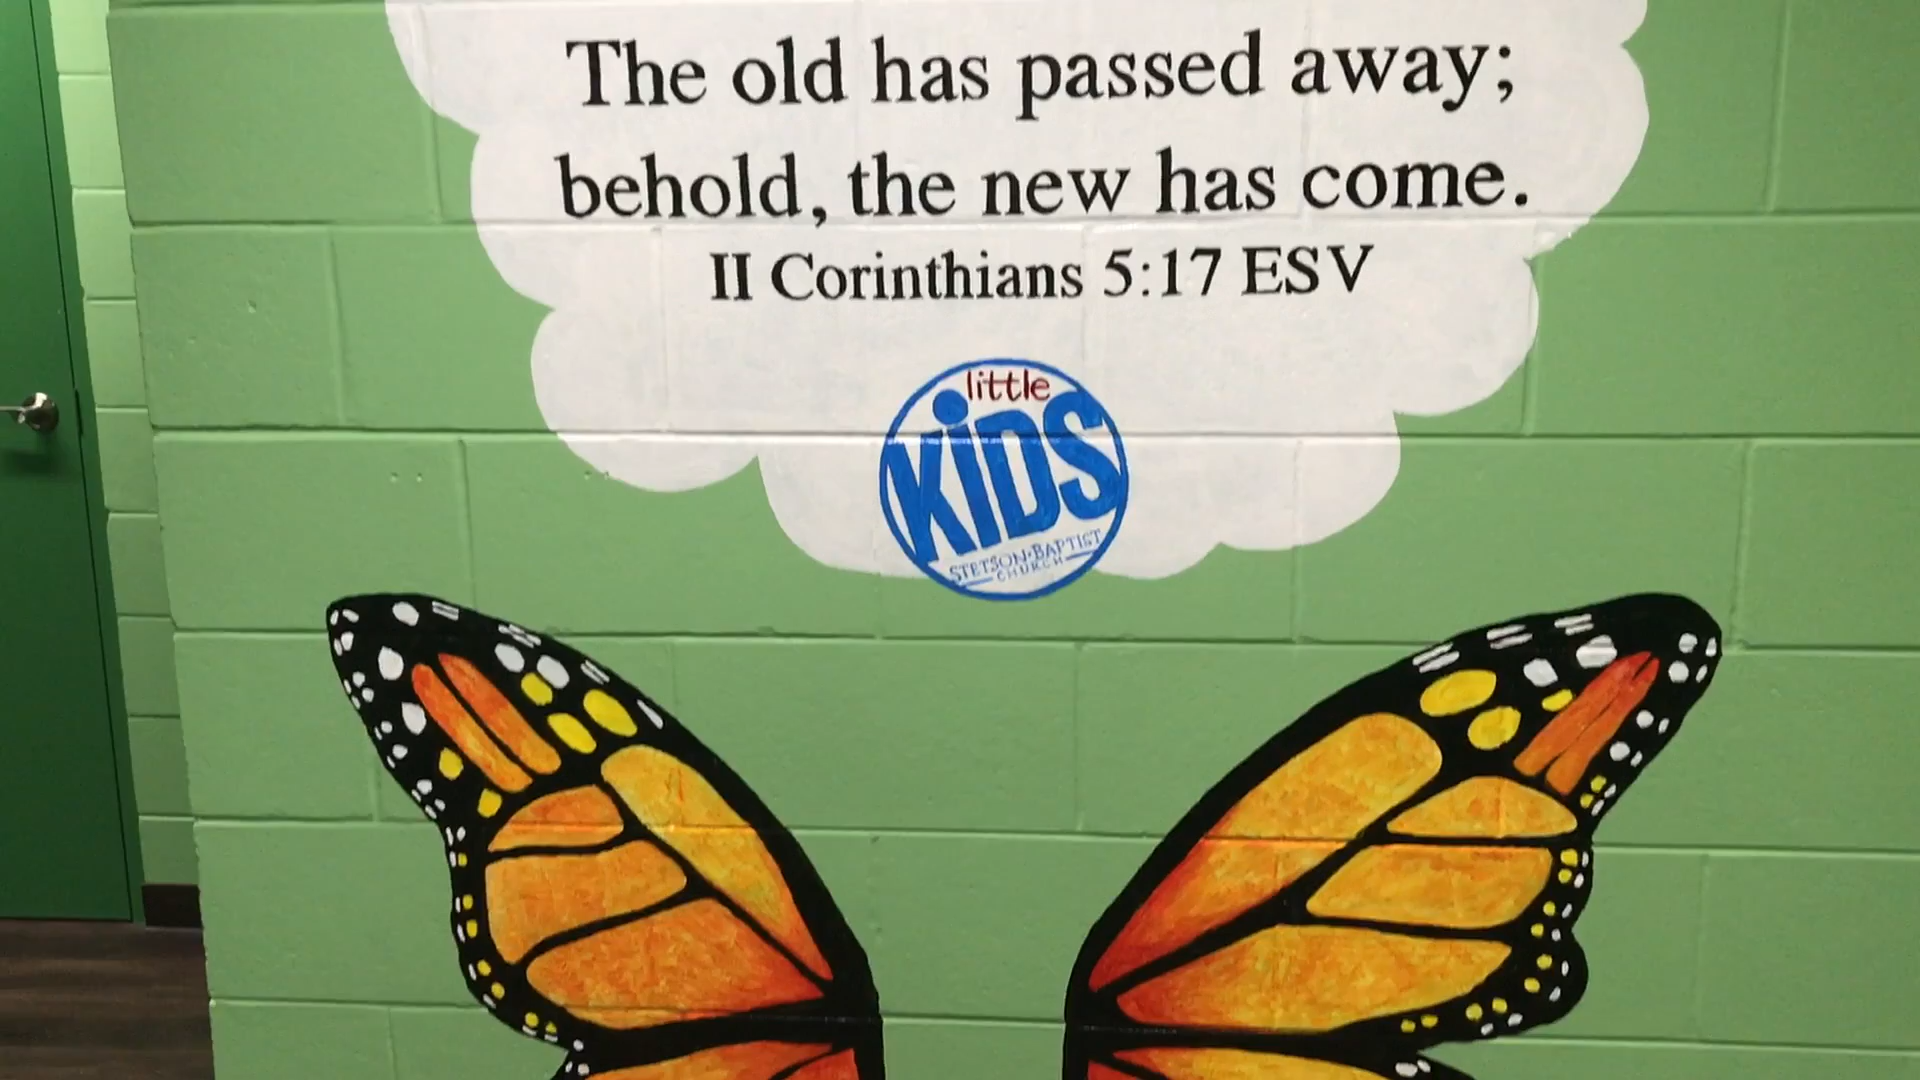 The old has passed away;
behold, the new has come.
II Corinthians 5:17 ESV
little
KiDS
STETSON·BAPTIST
CHURCH